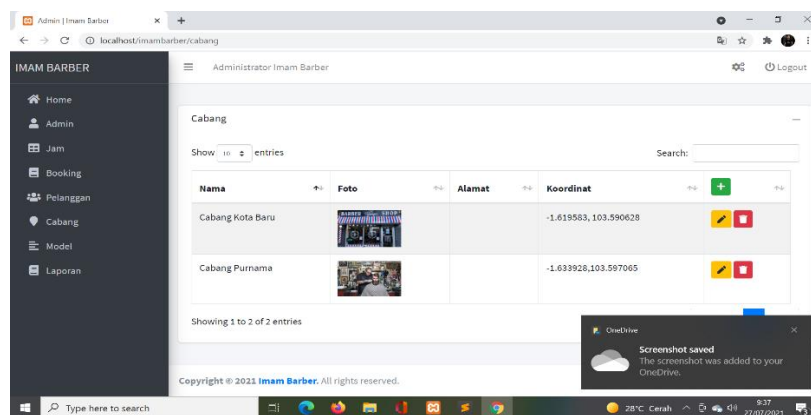 Admin | Imam Barber
localhost/imambarber/cabang
IMAM BARBER
Administrator Imam Barber
Logout
Home
Admin
Jam
Booking
Pelanggan
Cabang
Model
Laporan
Cabang
Show 10 entries
Search:
Nama Foto Alamat Koordinat
Cabang Kota Baru -1.619583, 103.590628
BARBER SHOP
Cabang Purnama -1.633928,103.597065
Showing 1 to 2 of 2 entries
OneDrive
Screenshot saved
The screenshot was added to your
OneDrive.
Copyright © 2021 Imam Barber. All rights reserved.
Type here to search
28°C Cerah
9:37
27/07/2021